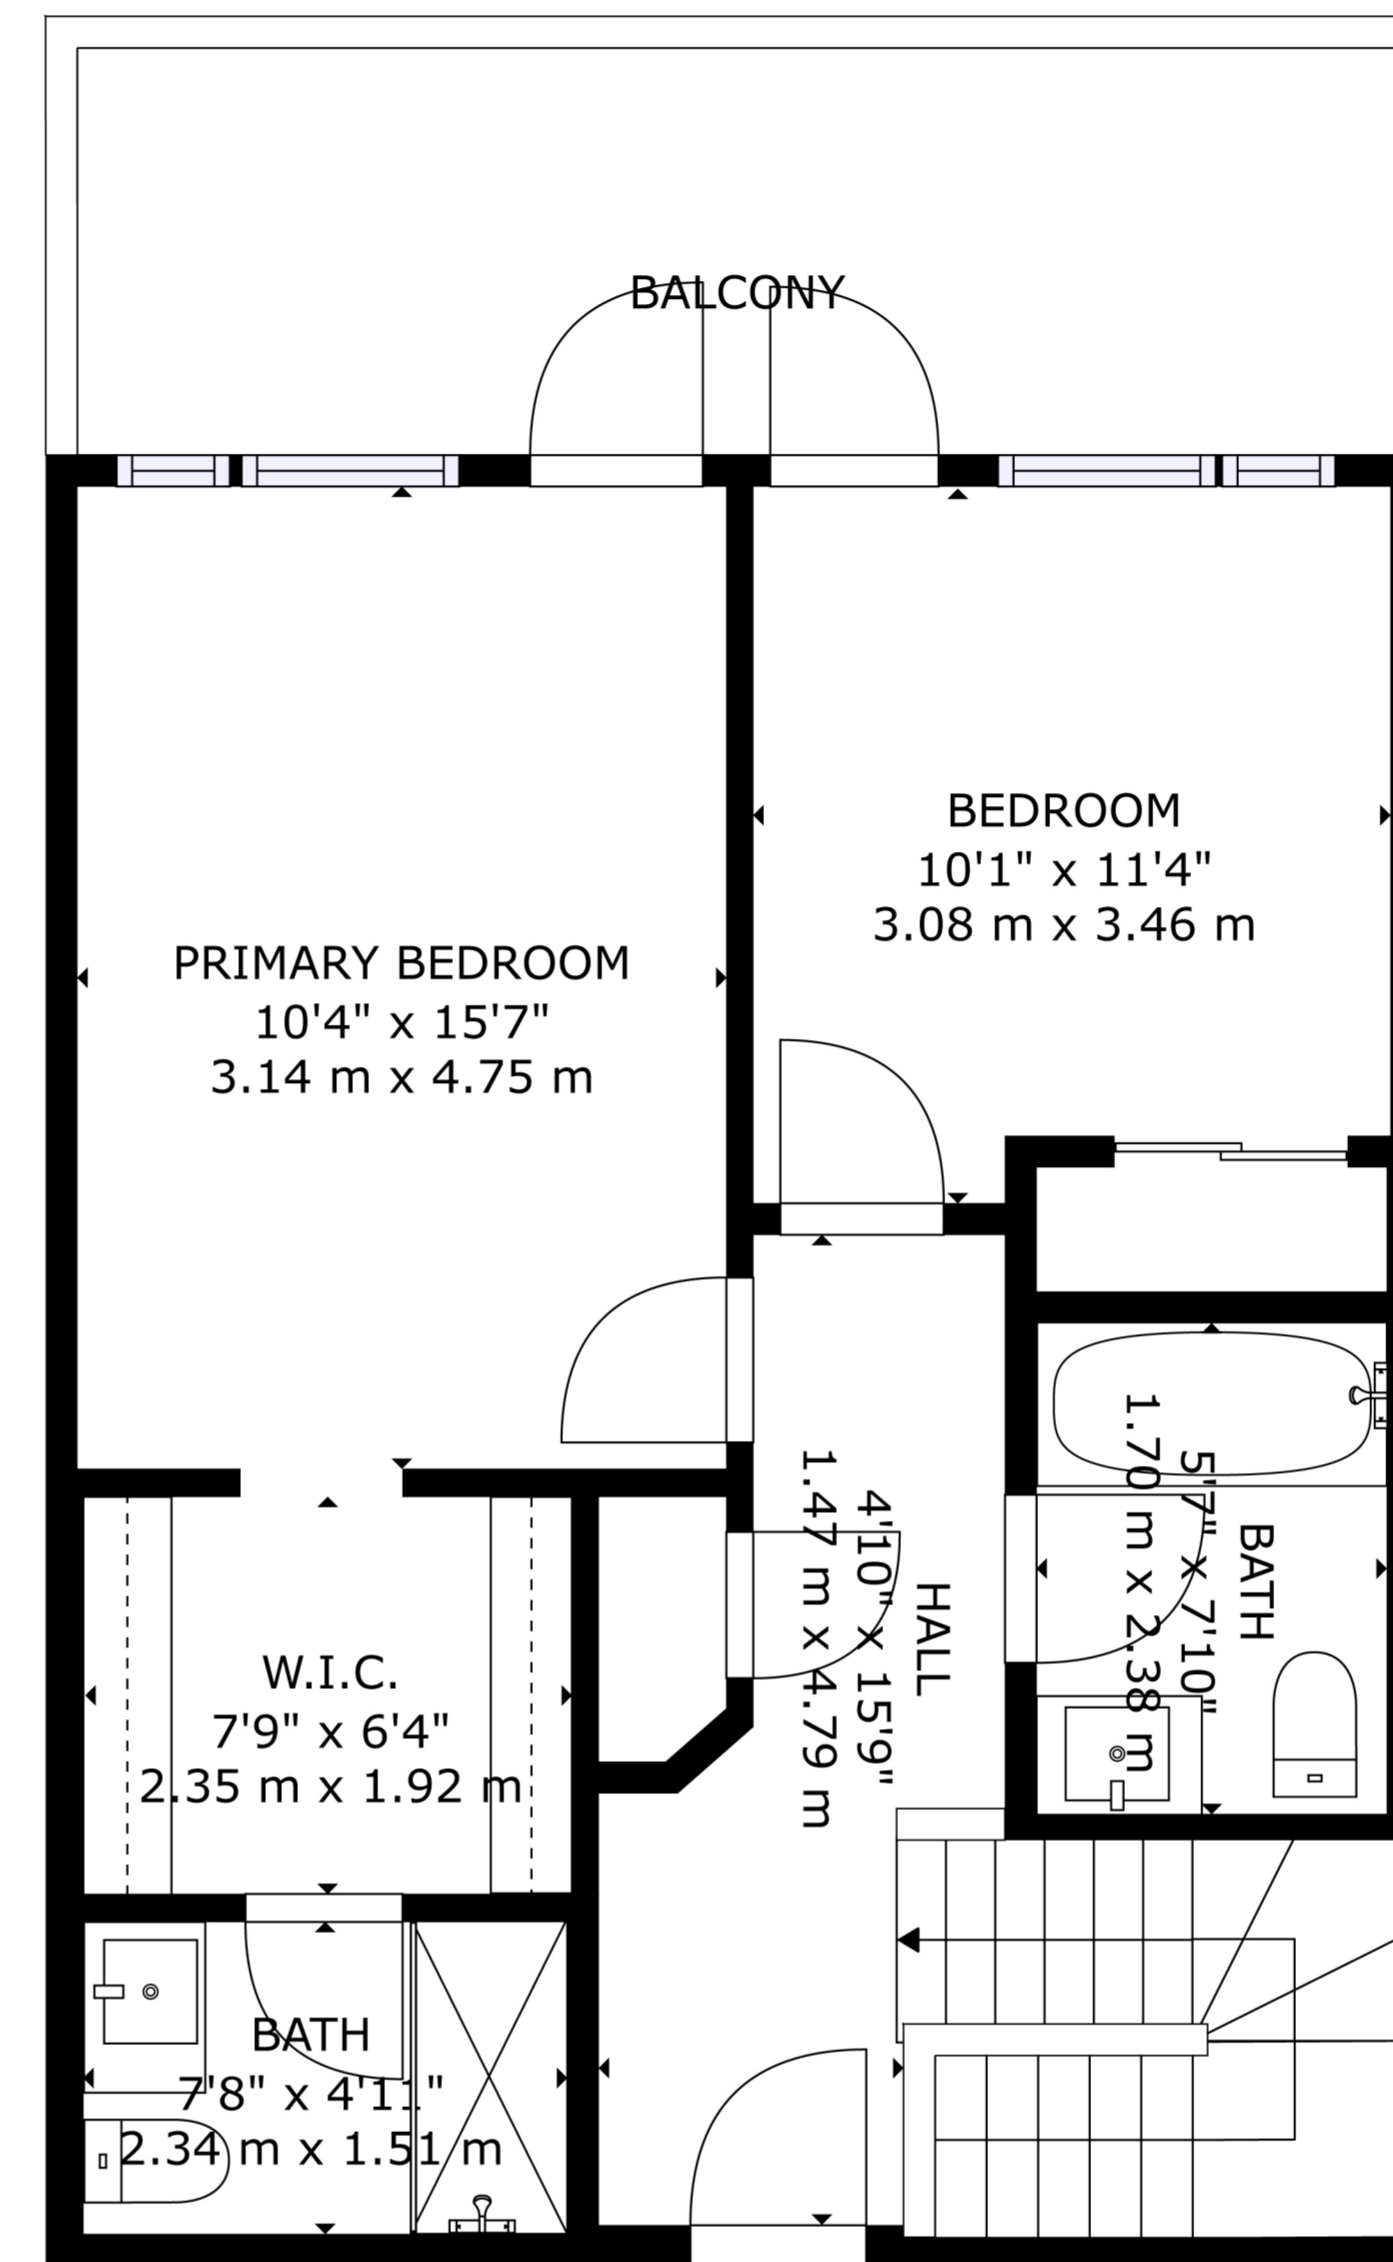 BALCONY
BEDROOM
10'1" x 11'4"
3.08 m x 3.46 m
PRIMARY BEDROOM
10'4" x 15'7"
3.14 m x 4.75 m
HALL
4'10" x 15'9"
1.47 m x 4.79 m
BATH
5'7" x 7'10"
1.70 m x 2.38 m
W.I.C.
7'9" x 6'4"
2.35 m x 1.92 m
BATH
7'8" x 4'11"
2.34 m x 1.51 m